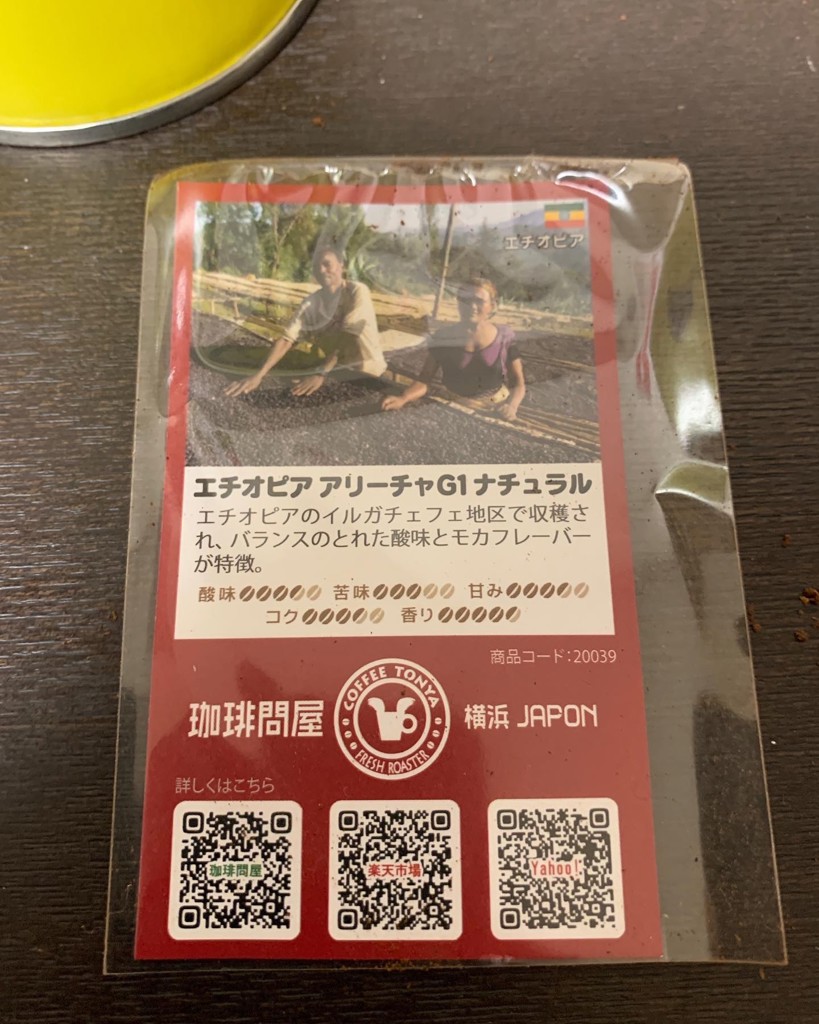 エチオピア
エチオピア アリーチャG1 ナチュラル
エチオピアのイルガチェフェ地区で収穫さ
れ、バランスのとれた酸味とモカフレーバー
が特徴。
酸味 苦味 甘み
コク 香り
商品コード:20039
珈琲問屋 COFFEE TONYA FRESH ROASTER 横浜 JAPON
詳しくはこちら
珈琲問屋 楽天市場 Yahoo!